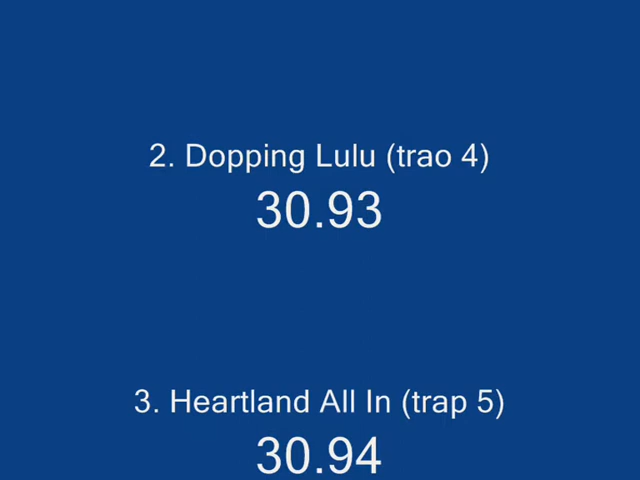 2. Dopping Lulu (trao 4)
30.93
3. Heartland All In (trap 5)
30.94